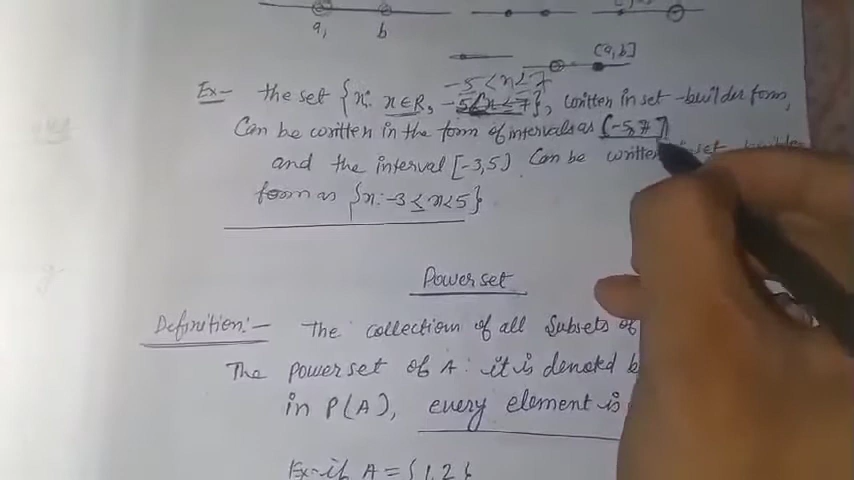 a, b
(a, b]
-5 < x < 7
Ex- the set {x: x ∈ R, -5 < x ≤ 7}, written in set-builder form,
Can be written in the form of intervals as (-5, 7]
and the interval [-3, 5) Can be written set
form as {x: -3 ≤ x < 5}
Power set
Definition:- The collection of all Subsets of
The power set of A: it is denoted b
in P(A), every element is
Ex- if A = {1, 2}